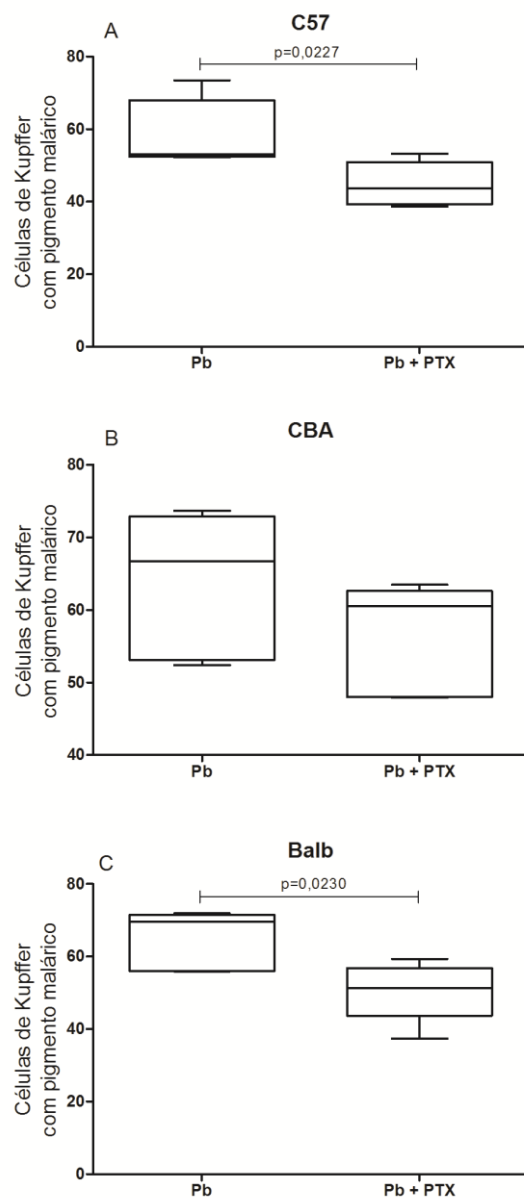 A
C57
p=0,0227
Células de Kupffer
com pigmento malárico
80
60
40
20
0
Pb
Pb + PTX
B
CBA
Células de Kupffer
com pigmento malárico
80
70
60
50
40
Pb
Pb + PTX
C
Balb
p=0,0230
Células de Kupffer
com pigmento malárico
80
60
40
20
0
Pb
Pb + PTX